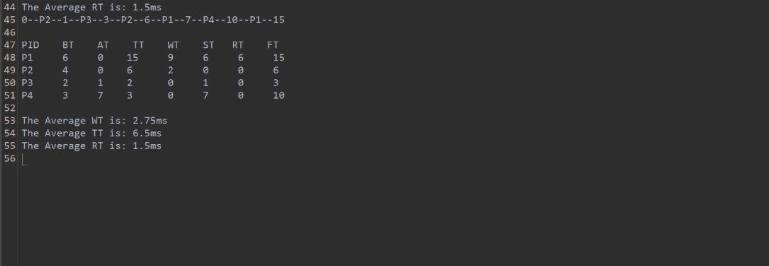 44 The Average RT is: 1.5ms
45 0--P2--1--P3--3--P2--6--P1--7--P4--10--P1--15
46
47 PID BT AT TT WT ST RT FT
48 P1 6 0 15 9 6 6 15
49 P2 4 0 6 2 0 0 6
50 P3 2 1 2 0 1 0 3
51 P4 3 7 3 0 7 0 10
52
53 The Average WT is: 2.75ms
54 The Average TT is: 6.5ms
55 The Average RT is: 1.5ms
56